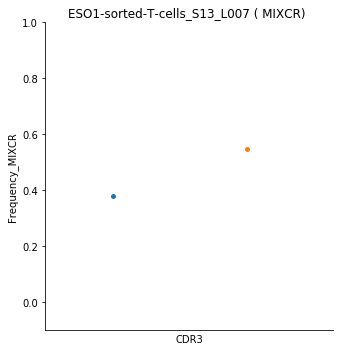 ESO1-sorted-T-cells_S13_L007 ( MIXCR)
1.0
0.8
0.6
0.4
0.2
0.0
Frequency_MIXCR
CDR3